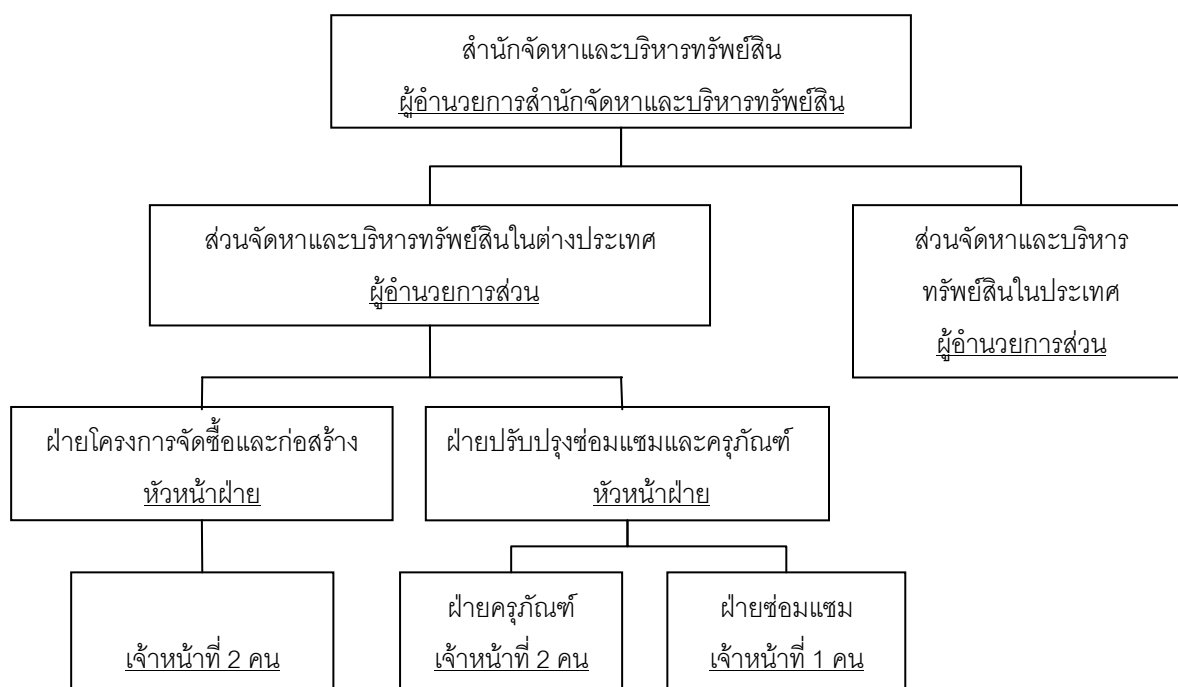 สำนักจัดหาและบริหารทรัพย์สิน
ผู้อำนวยการสำนักจัดหาและบริหารทรัพย์สิน
ส่วนจัดหาและบริหารทรัพย์สินในต่างประเทศ
ผู้อำนวยการส่วน
ส่วนจัดหาและบริหาร
ทรัพย์สินในประเทศ
ผู้อำนวยการส่วน
ฝ่ายโครงการจัดซื้อและก่อสร้าง
หัวหน้าฝ่าย
ฝ่ายปรับปรุงซ่อมแซมและครุภัณฑ์
หัวหน้าฝ่าย
เจ้าหน้าที่ 2 คน
ฝ่ายครุภัณฑ์
เจ้าหน้าที่ 2 คน
ฝ่ายซ่อมแซม
เจ้าหน้าที่ 1 คน